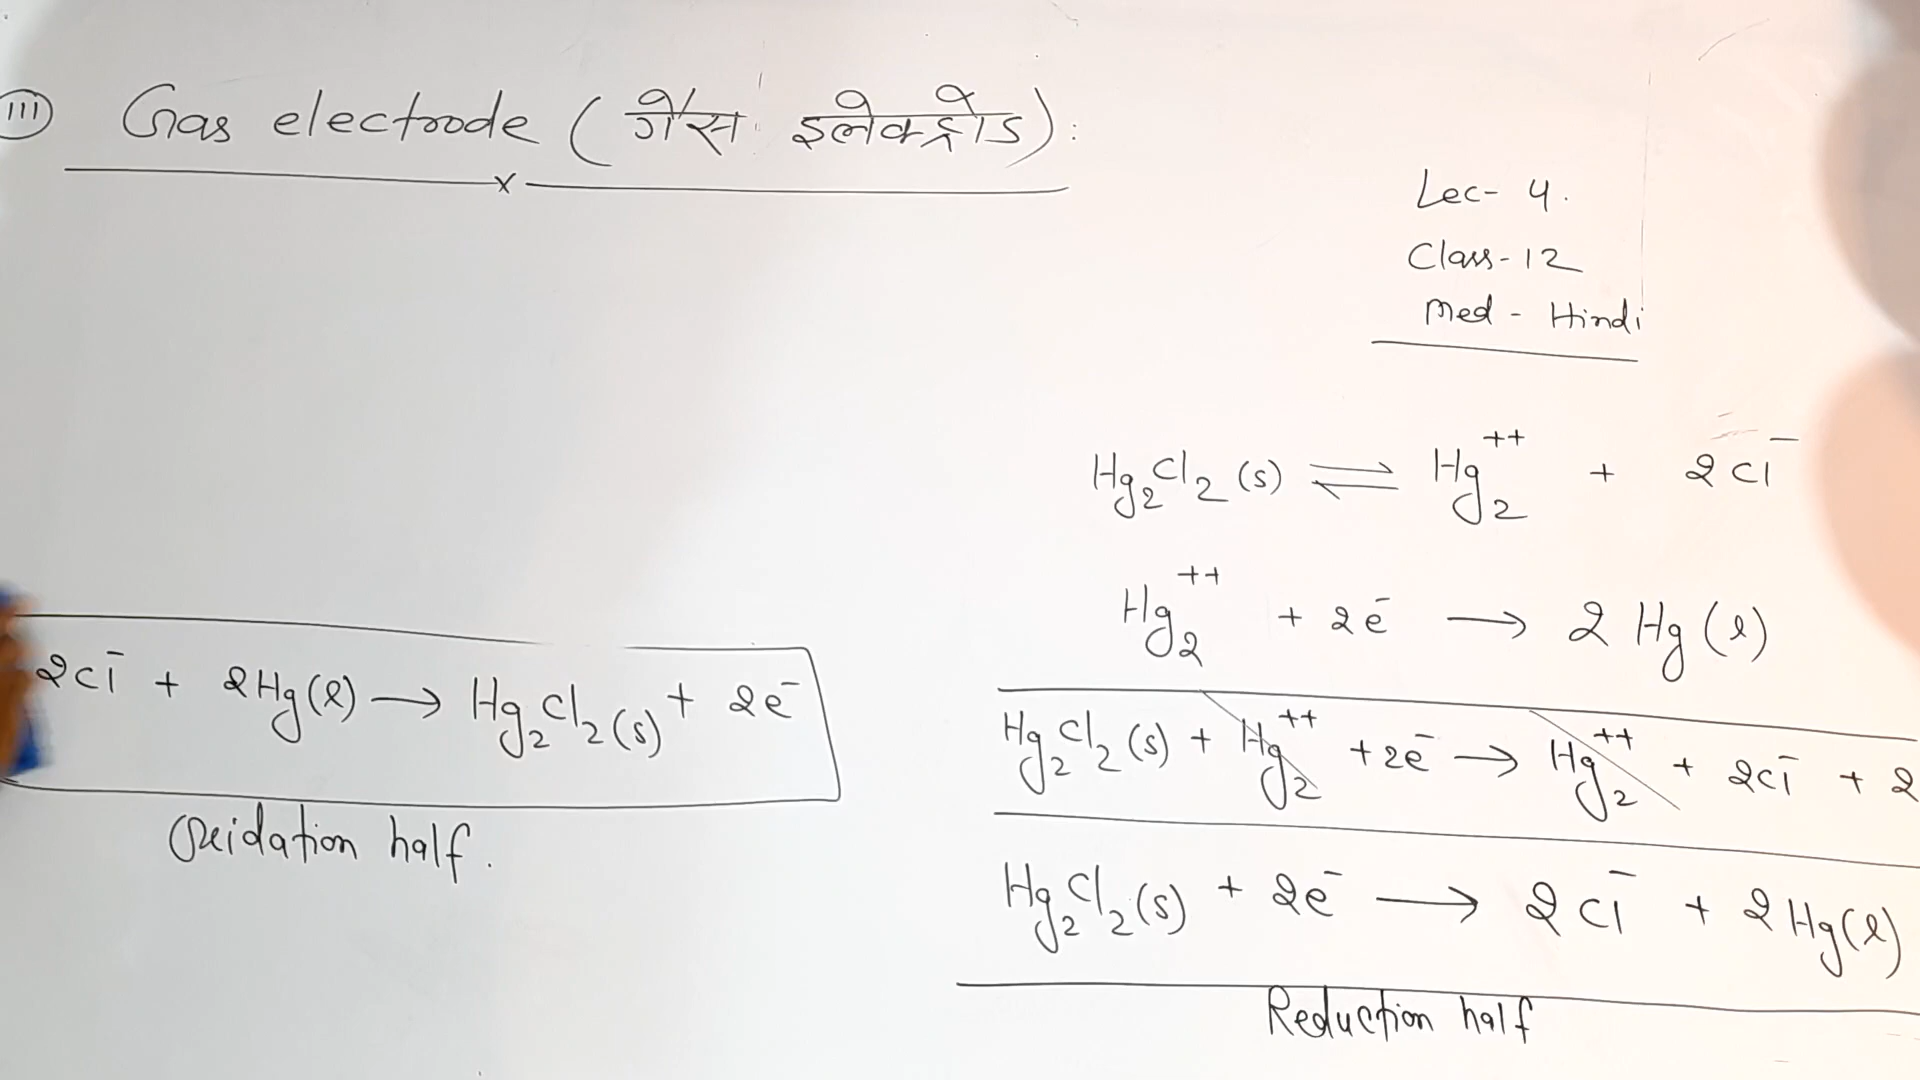 (III) Gas electrode (गैस इलेक्ट्रोड):
Lec- 4.
Class-12
Med - Hindi
Hg₂Cl₂(s) ⇌ Hg₂⁺⁺ + 2Cl⁻
Hg₂⁺⁺ + 2e⁻ → 2Hg(l)
Hg₂Cl₂(s) + Hg₂⁺⁺ + 2e⁻ → Hg₂⁺⁺ + 2Cl⁻ + 2
Hg₂Cl₂(s) + 2e⁻ → 2Cl⁻ + 2Hg(l)
Reduction half
2Cl⁻ + 2Hg(l) → Hg₂Cl₂(s) + 2e⁻
Oxidation half.